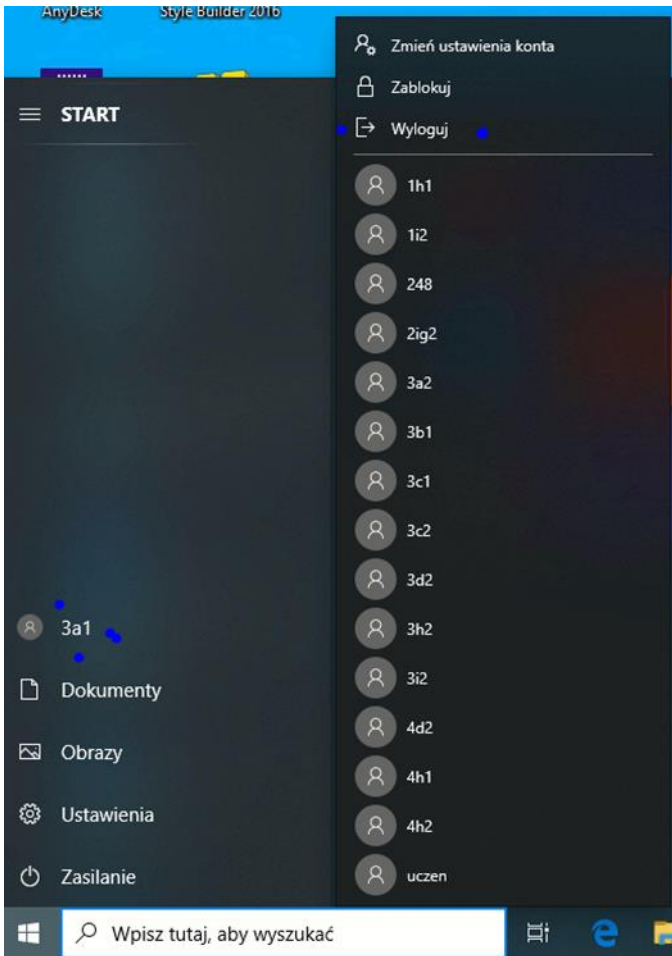 AnyDesk
Style Builder 2016
START
3a1
Dokumenty
Obrazy
Ustawienia
Zasilanie
Zmień ustawienia konta
Zablokuj
Wyloguj
1h1
1i2
248
2ig2
3a2
3b1
3c1
3c2
3d2
3h2
3i2
4d2
4h1
4h2
uczen
Wpisz tutaj, aby wyszukać